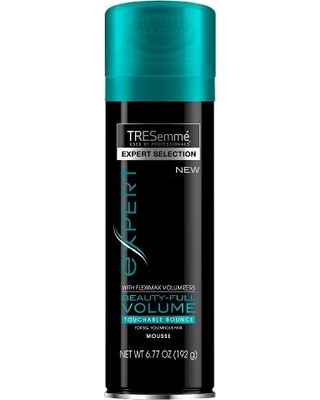 TRESemmé
USED BY PROFESSIONALS
EXPERT SELECTION
NEW
expert
WITH FLEXIMAX VOLUMIZERS
BEAUTY-FULL
VOLUME
TOUCHABLE BOUNCE
FOR BIG, VOLUMINOUS HAIR
MOUSSE
NET WT 6.77 OZ (192 g)